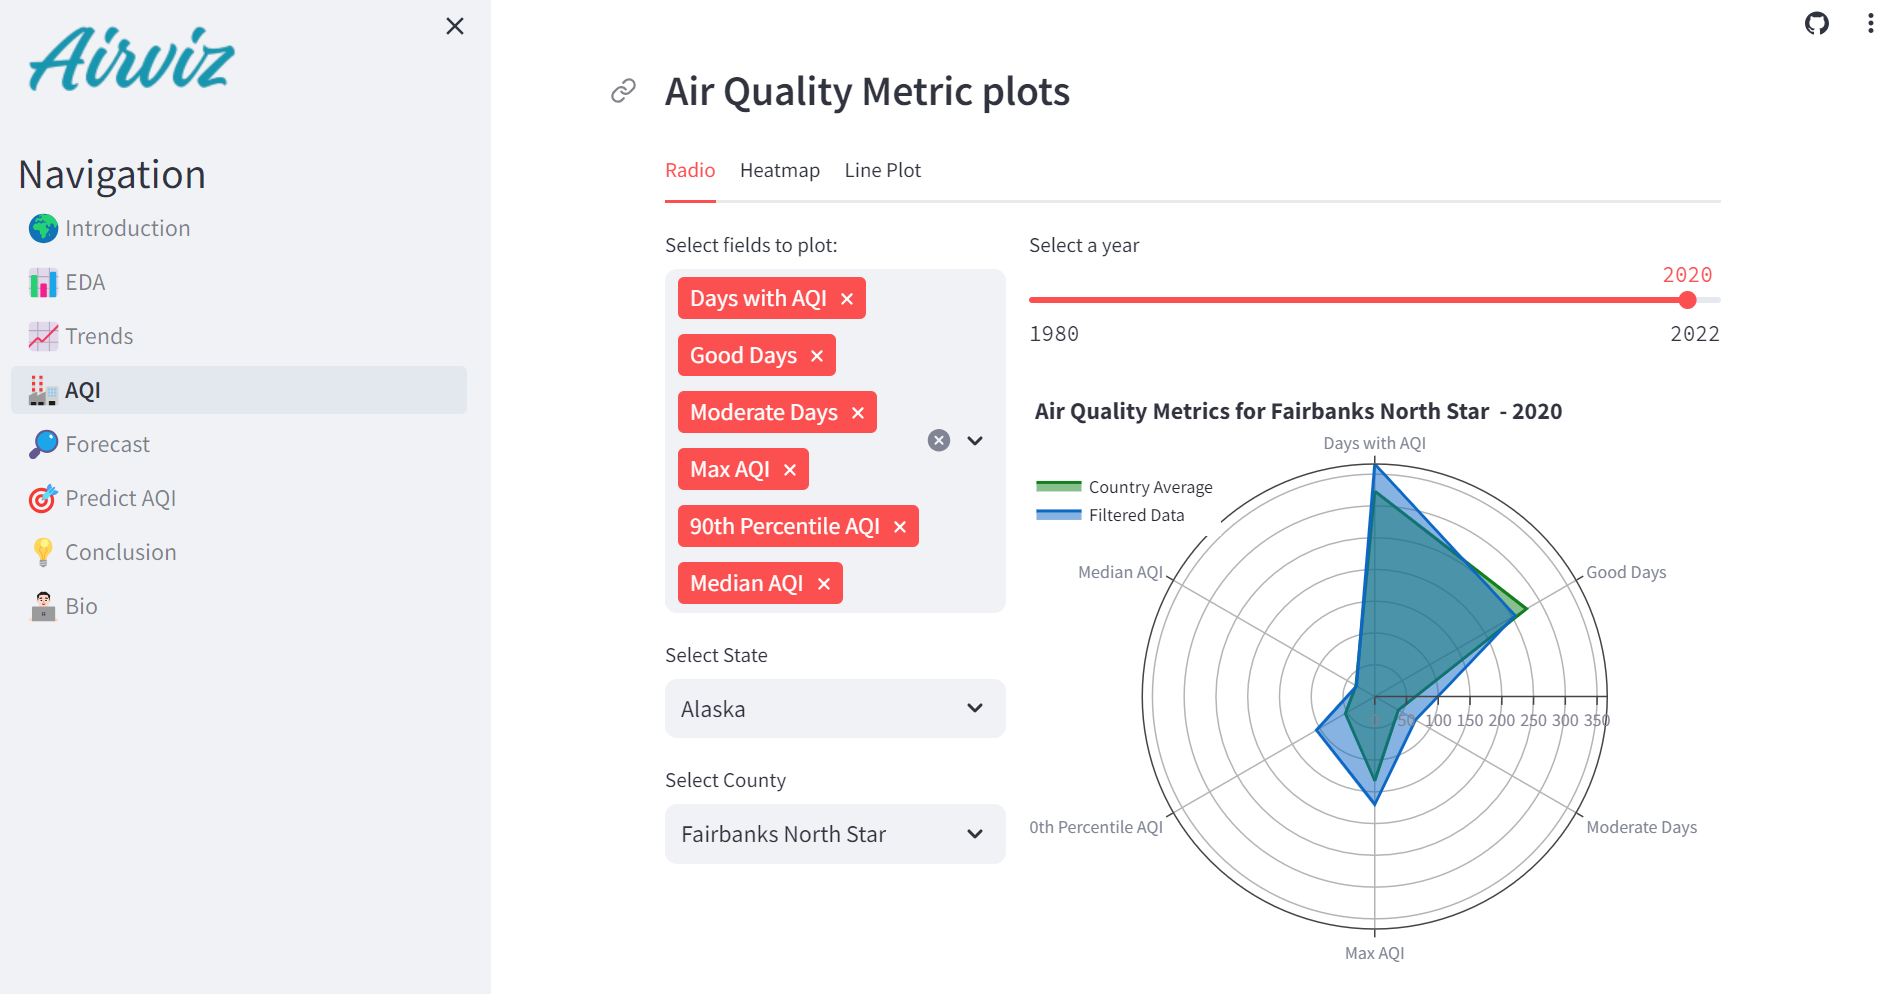 Airviz
Navigation
Introduction
EDA
Trends
AQI
Forecast
Predict AQI
Conclusion
Bio
Air Quality Metric plots
Radio Heatmap Line Plot
Select fields to plot:
Days with AQI
Good Days
Moderate Days
Max AQI
90th Percentile AQI
Median AQI
Select State
Alaska
Select County
Fairbanks North Star
Select a year
2020
1980 2022
Air Quality Metrics for Fairbanks North Star - 2020
Days with AQI
Country Average
Filtered Data
Median AQI
Good Days
0 50 100 150 200 250 300 350
0th Percentile AQI
Moderate Days
Max AQI